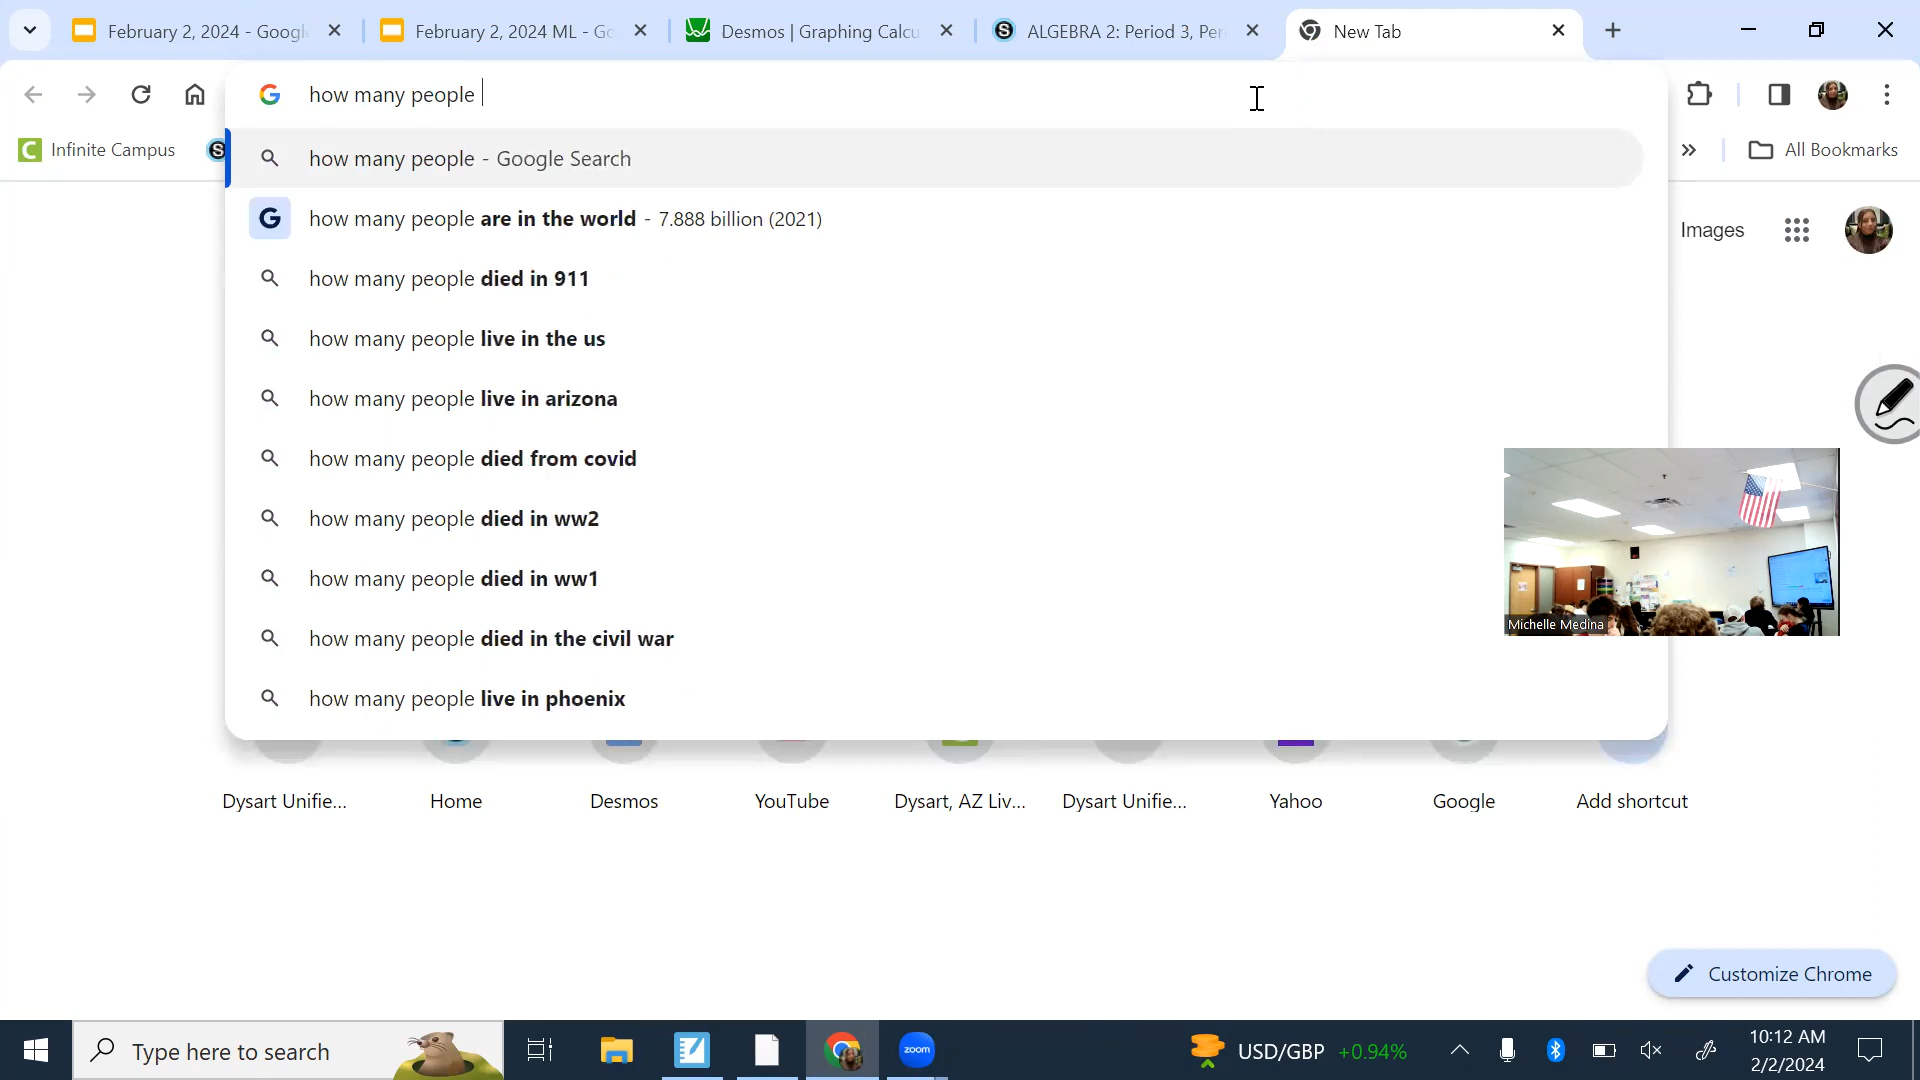 February 2, 2024 - Googl
February 2, 2024 ML - Go
Desmos | Graphing Calcu
ALGEBRA 2: Period 3, Per
New Tab
how many people
Infinite Campus
All Bookmarks
how many people - Google Search
how many people are in the world - 7.888 billion (2021)
Images
how many people died in 911
how many people live in the us
how many people live in arizona
how many people died from covid
how many people died in ww2
how many people died in ww1
Michelle Medina
how many people died in the civil war
how many people live in phoenix
Dysart Unifie...
Home
Desmos
YouTube
Dysart, AZ Liv...
Dysart Unifie...
Yahoo
Google
Add shortcut
Customize Chrome
Type here to search
zoom
USD/GBP +0.94%
10:12 AM
2/2/2024